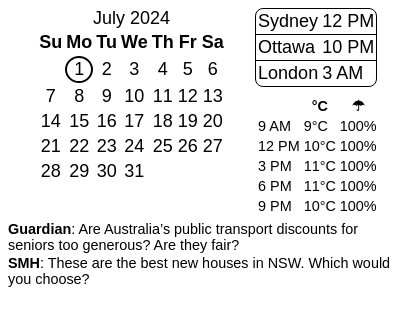 July 2024
Su Mo Tu We Th Fr Sa
1 2 3 4 5 6
7 8 9 10 11 12 13
14 15 16 17 18 19 20
21 22 23 24 25 26 27
28 29 30 31
Sydney 12 PM
Ottawa 10 PM
London 3 AM
°C ☂
9 AM 9°C 100%
12 PM 10°C 100%
3 PM 11°C 100%
6 PM 11°C 100%
9 PM 10°C 100%
Guardian: Are Australia’s public transport discounts for
seniors too generous? Are they fair?
SMH: These are the best new houses in NSW. Which would
you choose?